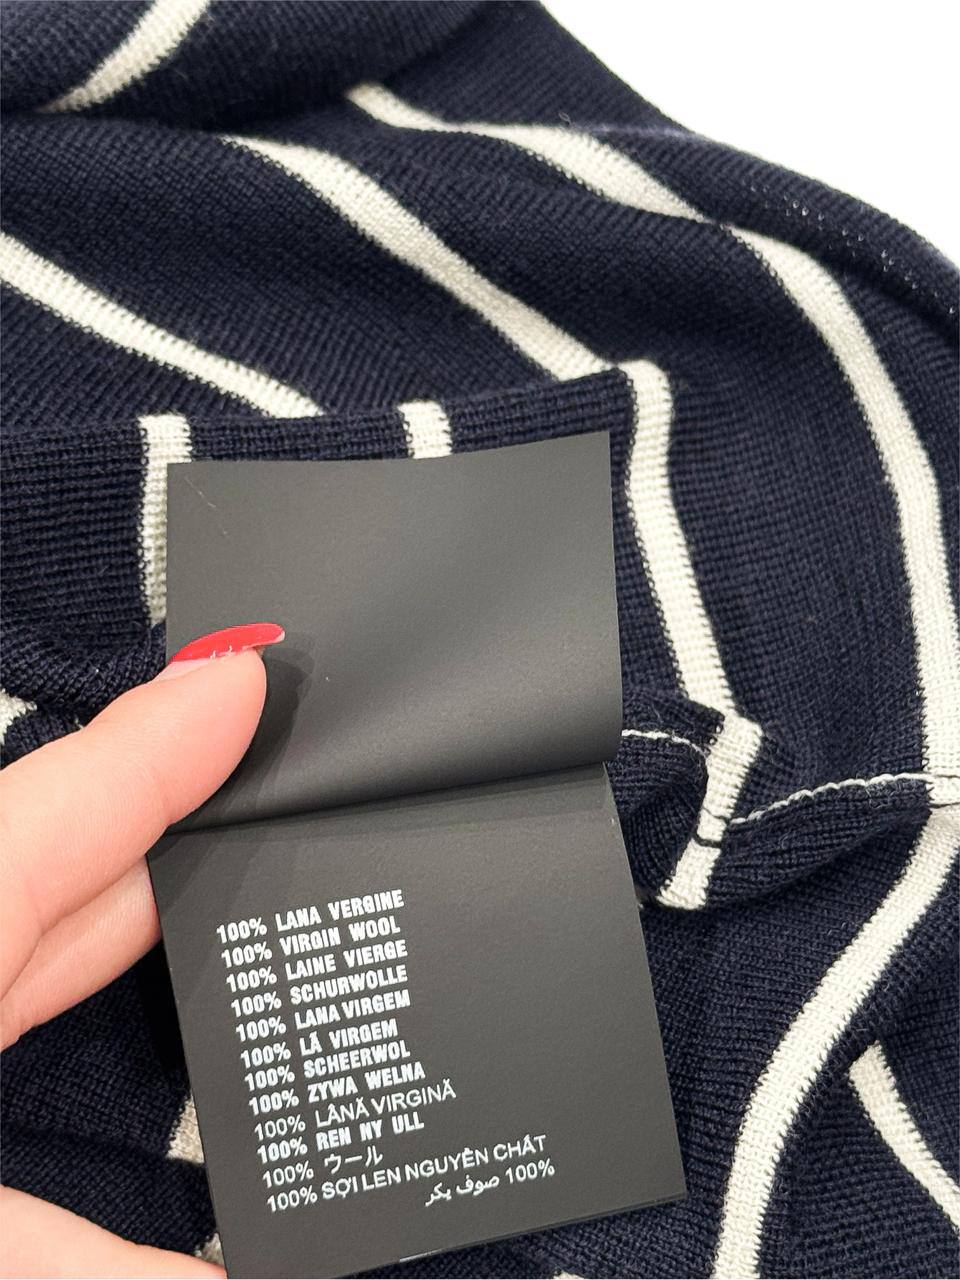 100% LANA VERGINE
100% VIRGIN WOOL
100% LAINE VIERGE
100% SCHURWOLLE
100% LANA VIRGEM
100% LÃ VIRGEM
100% SCHEERWOL
100% ZYWA WELNA
100% LÂNĂ VIRGINĂ
100% REN NY ULL
100% ウール
100% SỢI LEN NGUYÊN CHẤT
100% صوف يكر